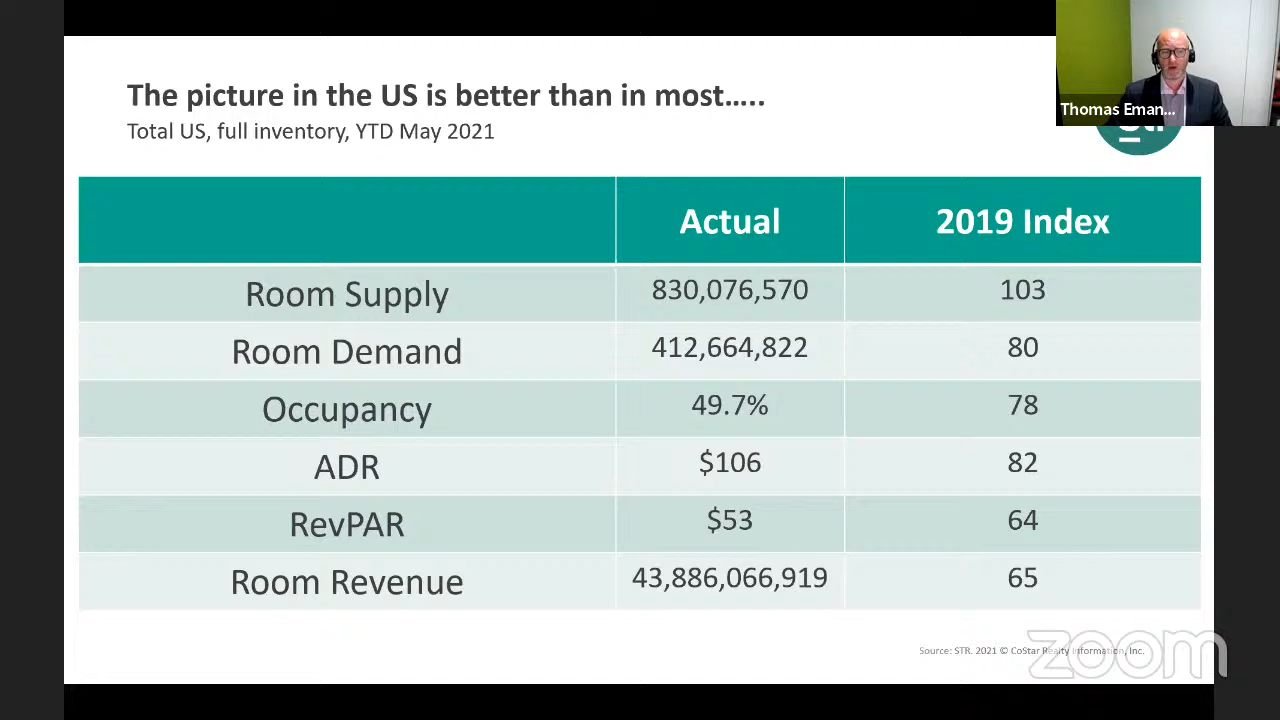 The picture in the US is better than in most.....
Total US, full inventory, YTD May 2021
Thomas Eman...
Actual 2019 Index
Room Supply 830,076,570 103
Room Demand 412,664,822 80
Occupancy 49.7% 78
ADR $106 82
RevPAR $53 64
Room Revenue 43,886,066,919 65
Source: STR. 2021 © CoStar Realty Information, Inc.
zoom